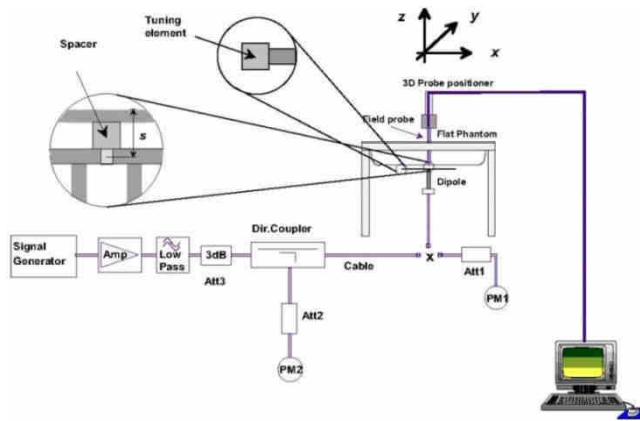 Tuning
element
Spacer
s
z
y
x
3D Probe positioner
Field probe
Flat Phantom
Dipole
Dir.Coupler
Signal
Generator
Amp
Low
Pass
3dB
Att3
Cable
x
Att1
PM1
Att2
PM2